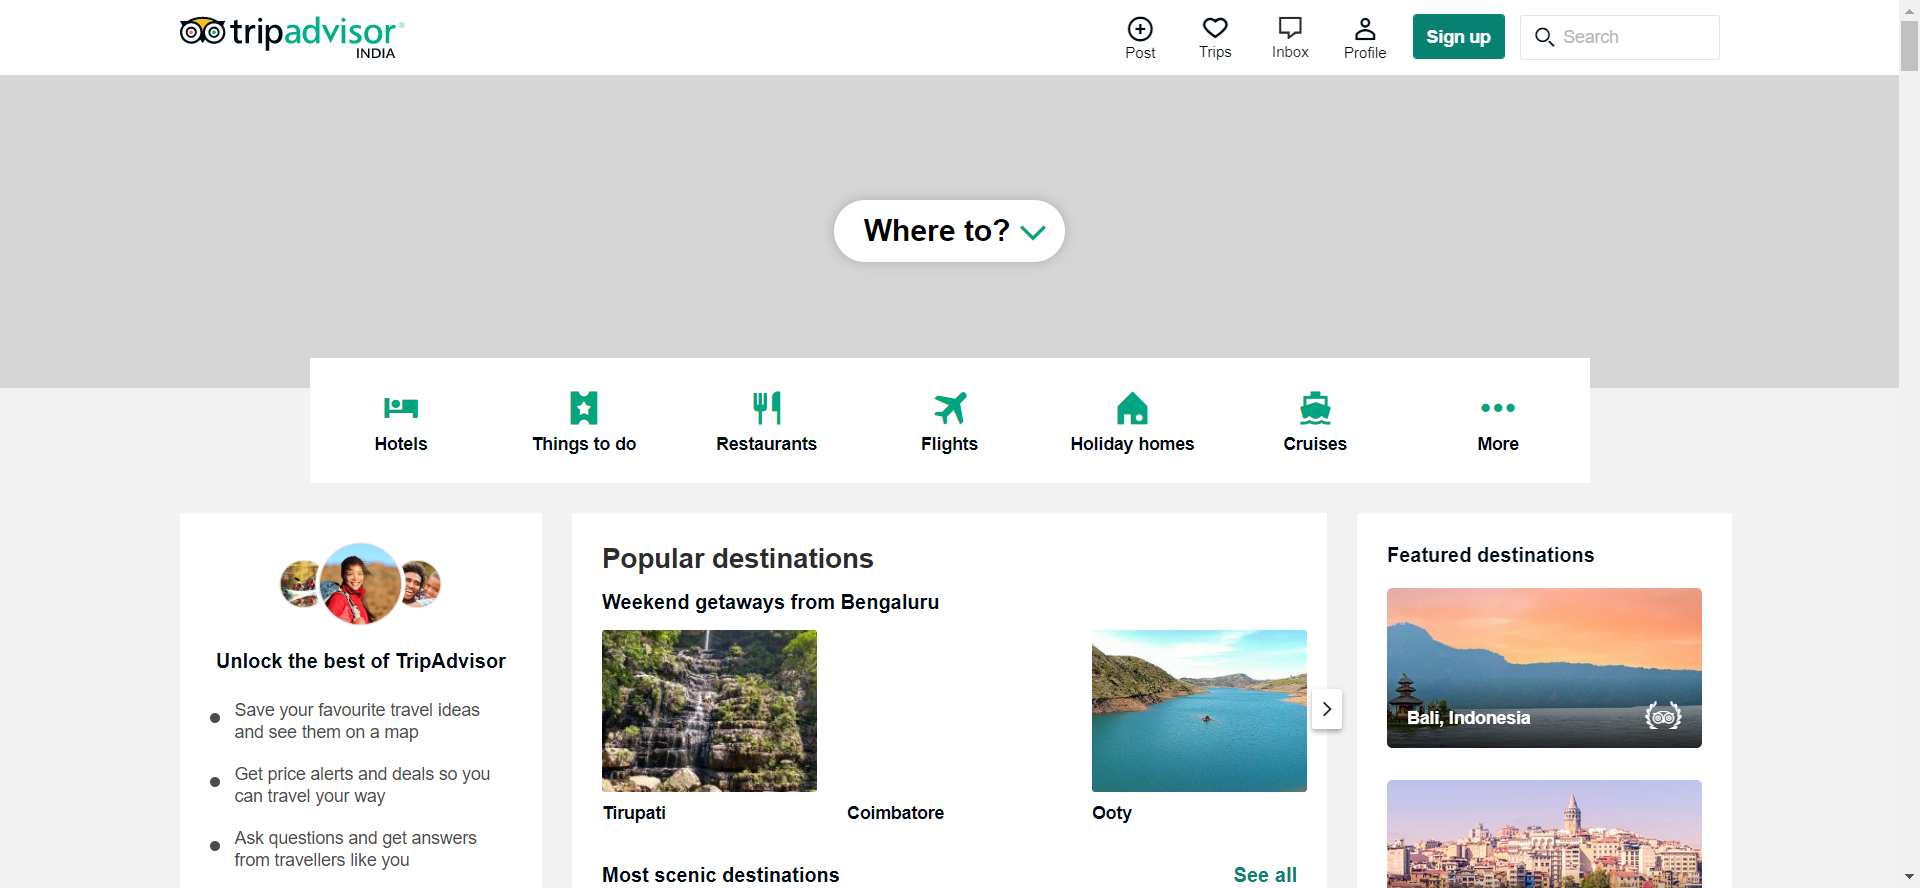 tripadvisor®
INDIA
Post
Trips
Inbox
Profile
Sign up
Search
Where to?
Hotels
Things to do
Restaurants
Flights
Holiday homes
Cruises
More
Unlock the best of TripAdvisor
Save your favourite travel ideas
and see them on a map
Get price alerts and deals so you
can travel your way
Ask questions and get answers
from travellers like you
Popular destinations
Weekend getaways from Bengaluru
Tirupati
Coimbatore
Ooty
Most scenic destinations
See all
Featured destinations
Bali, Indonesia